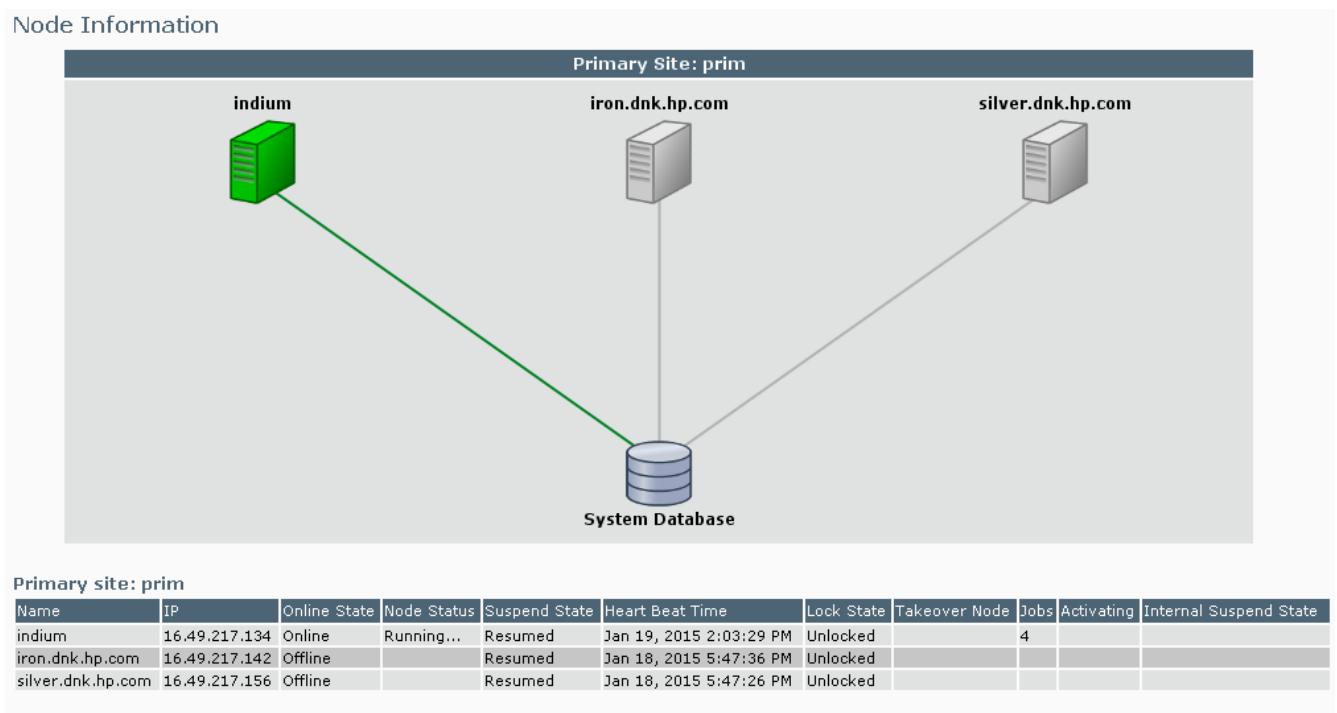 Node Information
Primary Site: prim
indium iron.dnk.hp.com silver.dnk.hp.com
System Database
Primary site: prim
Name IP Online State Node Status Suspend State Heart Beat Time Lock State Takeover Node Jobs Activating Internal Suspend State
indium 16.49.217.134 Online Running... Resumed Jan 19, 2015 2:03:29 PM Unlocked 4
iron.dnk.hp.com 16.49.217.142 Offline Resumed Jan 18, 2015 5:47:36 PM Unlocked
silver.dnk.hp.com 16.49.217.156 Offline Resumed Jan 18, 2015 5:47:26 PM Unlocked